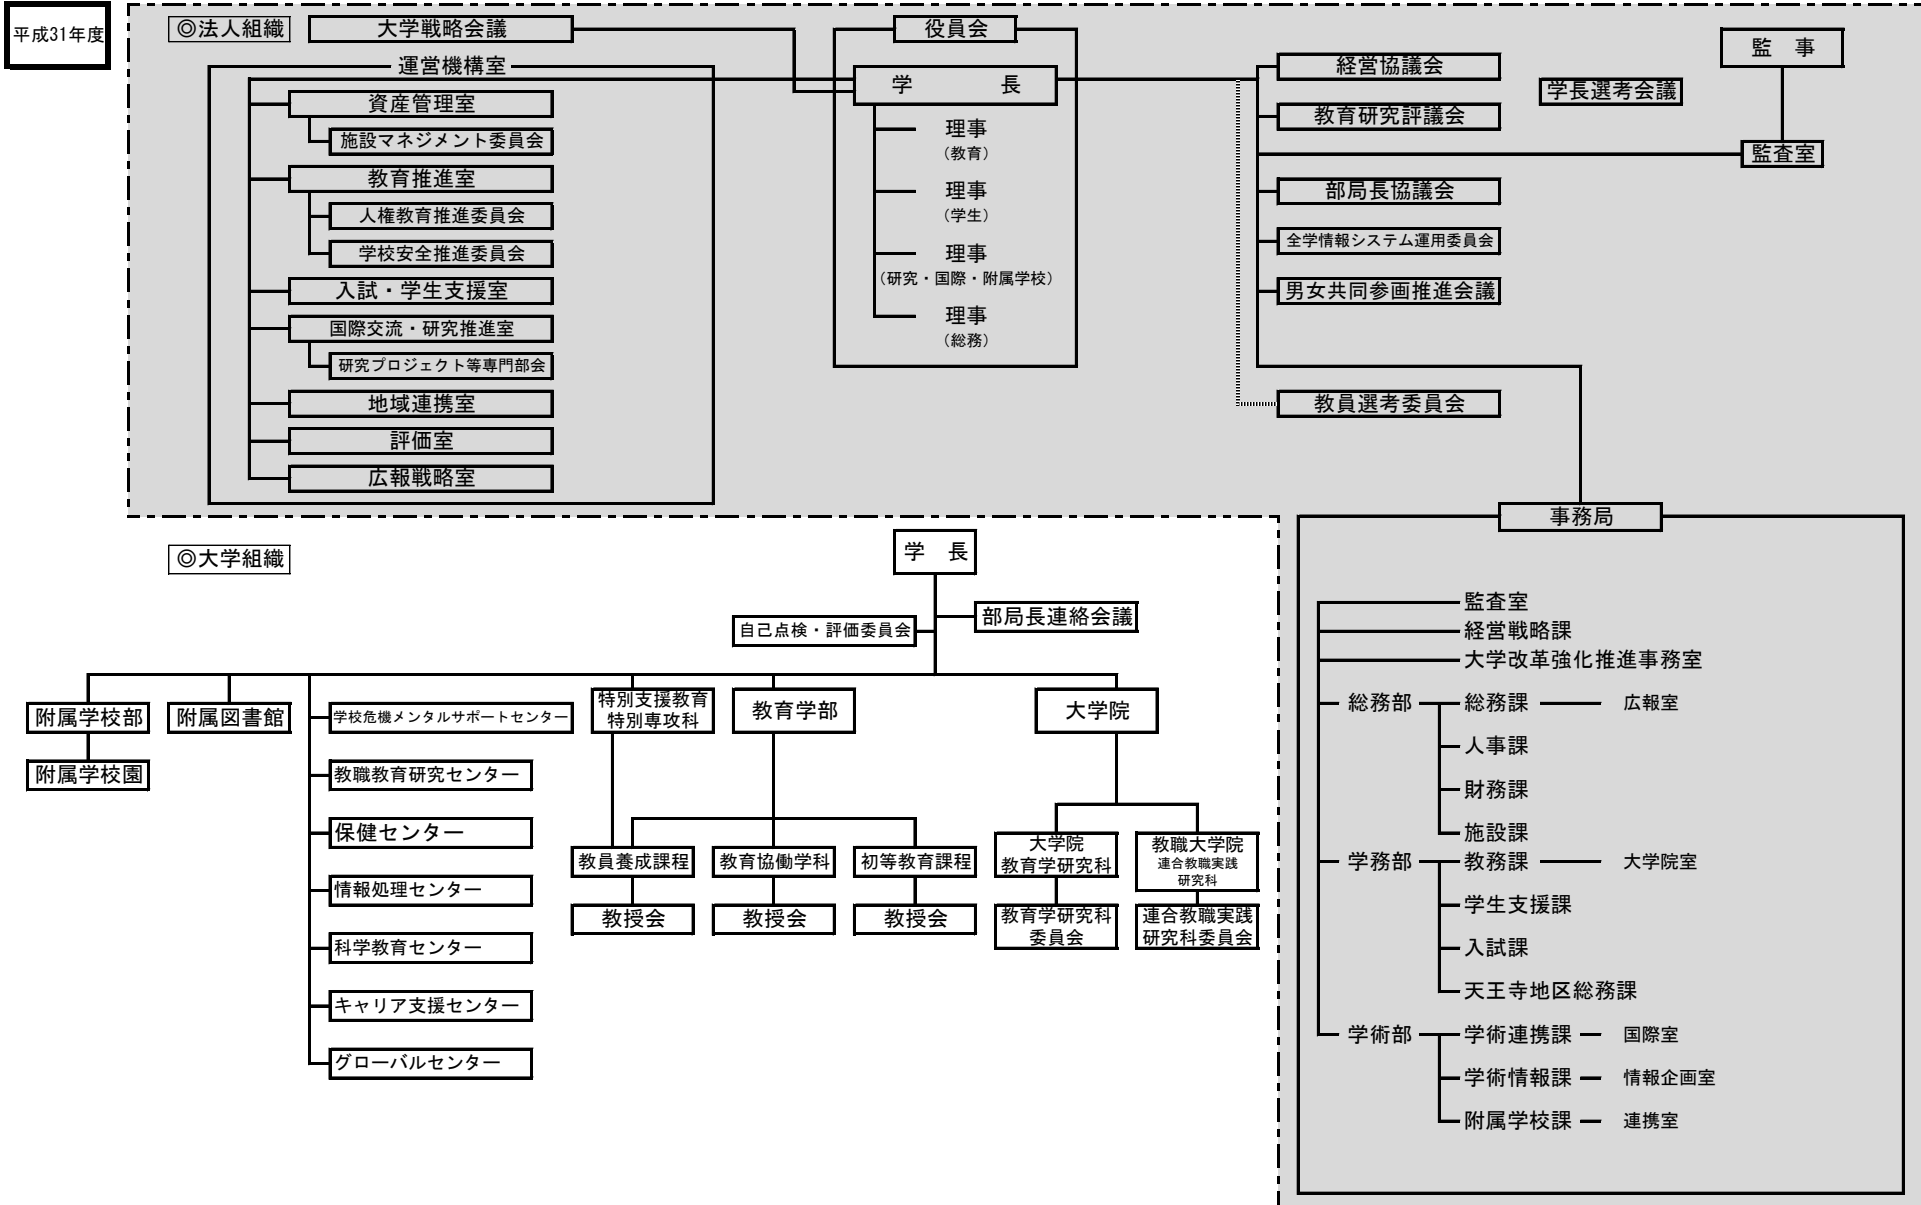 平成31年度
◎法人組織
大学戦略会議
役員会
監　事
運営機構室
学　　　　長
経営協議会
学長選考会議
資産管理室
施設マネジメント委員会
教育推進室
人権教育推進委員会
学校安全推進委員会
入試・学生支援室
国際交流・研究推進室
研究プロジェクト等専門部会
地域連携室
評価室
広報戦略室
理事
(教育)
理事
(学生)
理事
(研究・国際・附属学校)
理事
(総務)
教育研究評議会
監査室
部局長協議会
全学情報システム運用委員会
男女共同参画推進会議
教員選考委員会
事務局
監査室
経営戦略課
大学改革強化推進事務室
総務部
総務課
広報室
人事課
財務課
施設課
学務部
教務課
大学院室
学生支援課
入試課
天王寺地区総務課
学術部
学術連携課
国際室
学術情報課
情報企画室
附属学校課
連携室
◎大学組織
学　長
部局長連絡会議
自己点検・評価委員会
附属学校部
附属学校園
附属図書館
学校危機メンタルサポートセンター
教職教育研究センター
保健センター
情報処理センター
科学教育センター
キャリア支援センター
グローバルセンター
特別支援教育
特別専攻科
教育学部
大学院
教員養成課程
教育協働学科
初等教育課程
大学院
教育学研究科
教職大学院
連合教職実践
研究科
教授会
教授会
教授会
教育学研究科
委員会
連合教職実践
研究科委員会